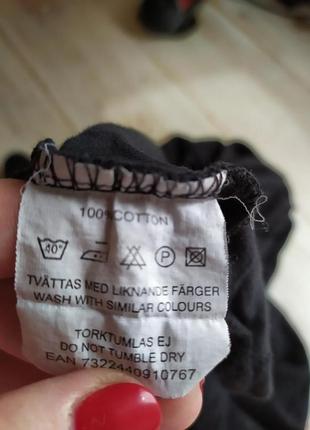 100% COTTON
40°
P
TVÄTTAS MED LIKNANDE FÄRGER
WASH WITH SIMILAR COLOURS
TORKTUMLAS EJ
DO NOT TUMBLE DRY
EAN 7322440910767